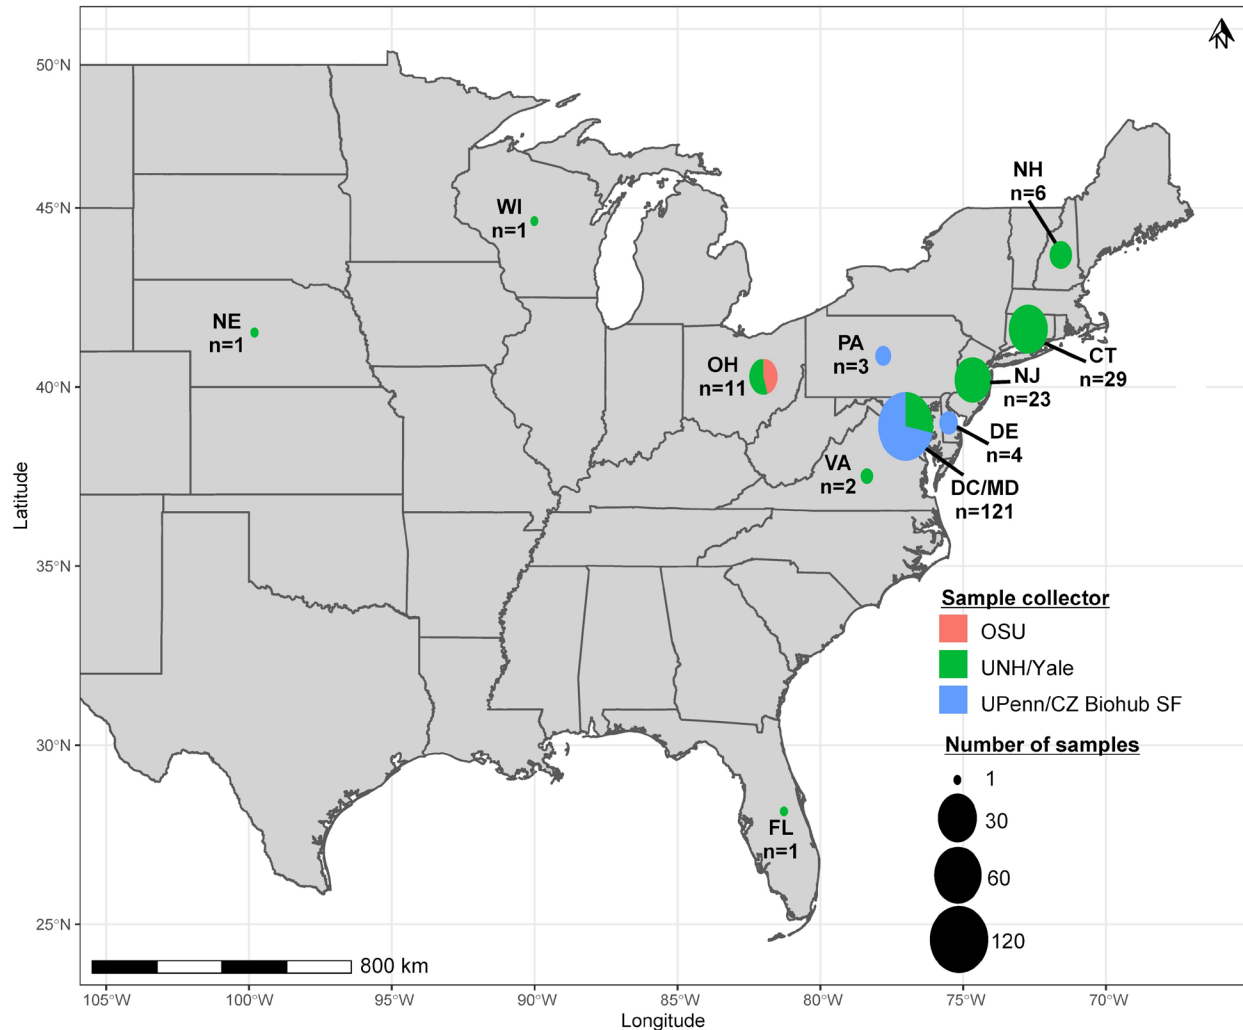 N
50°N
45°N
40°N
35°N
30°N
25°N
Latitude
NH
n=6
WI
n=1
NE
n=1
OH
n=11
PA
n=3
CT
n=29
NJ
n=23
DE
n=4
VA
n=2
DC/MD
n=121
FL
n=1
Sample collector
OSU
UNH/Yale
UPenn/CZ Biohub SF
Number of samples
1
30
60
120
800 km
105°W
100°W
95°W
90°W
85°W
80°W
75°W
70°W
Longitude